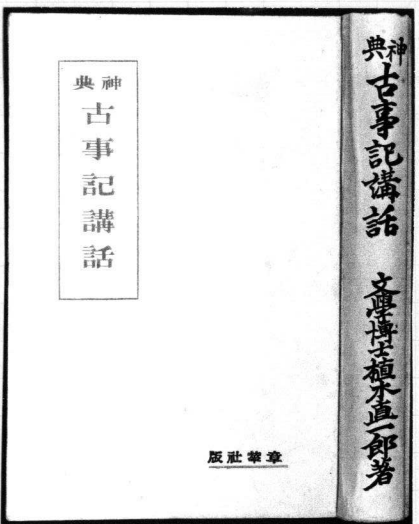 神典
古事記講話
章華社版
神典
古事記講話
文學博士植木直一郎著